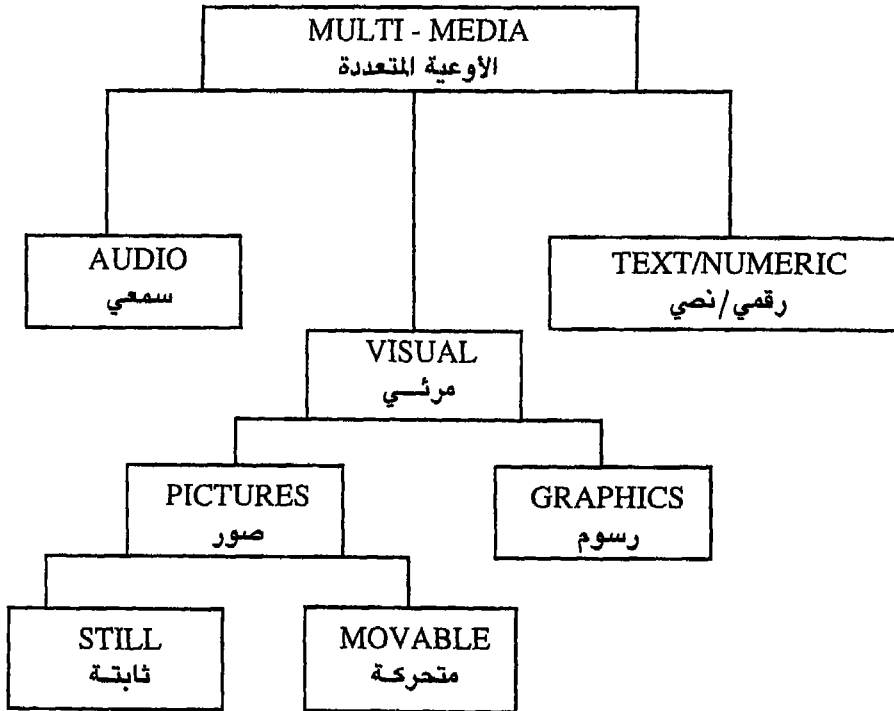 MULTI - MEDIA
الأوعية المتعددة
AUDIO
سمعي
TEXT/NUMERIC
رقمي/نصي
VISUAL
مرئــي
PICTURES
صور
GRAPHICS
رسوم
STILL
ثابتـة
MOVABLE
متحركـة